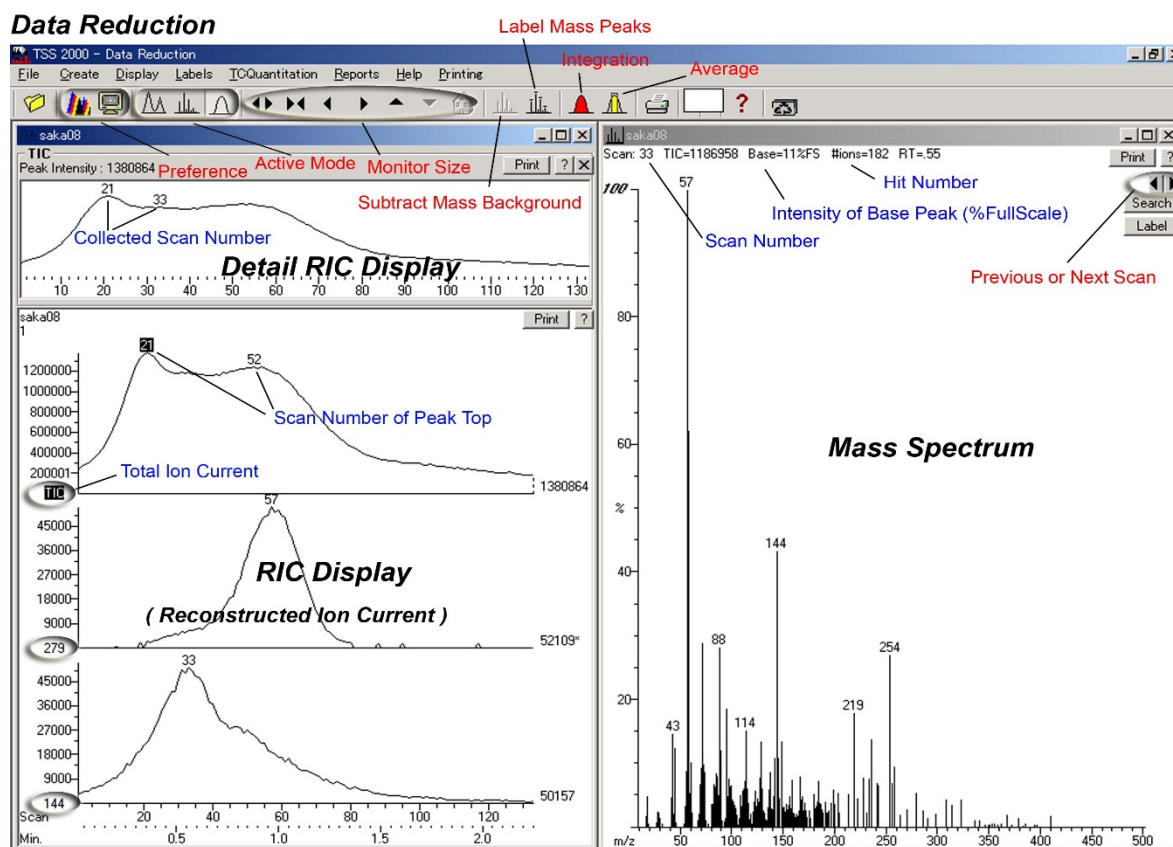 Data Reduction
Label Mass Peaks
Integration
Average
TSS 2000 - Data Reduction
File Create Display Labels TCQuantitation Reports Help Printing
?
Preference
Active Mode
Monitor Size
Subtract Mass Background
saka08
TIC
Peak Intensity : 1380864
Print ?
21
33
Collected Scan Number
Detail RIC Display
10 20 30 40 50 60 70 80 90 100 110 120 130
saka08
1
Print ?
21
52
1200000
1000000
800000
600000
400000
200001
Scan Number of Peak Top
Total Ion Current
TIC
1380864
57
45000
36000
27000
18000
9000
RIC Display
( Reconstructed Ion Current )
279
52109*
33
45000
36000
27000
18000
9000
144
50157
Scan 20 40 60 80 100 120
Min. 0.5 1.0 1.5 2.0
saka08
Scan: 33 TIC=1186958 Base=11%FS #ions=182 RT=.55
Print ?
Search
Label
Hit Number
Intensity of Base Peak (%FullScale)
Scan Number
Previous or Next Scan
57
100
80
60
%
40
20
Mass Spectrum
144
88
254
219
43
114
m/z 50 100 150 200 250 300 350 400 450 500